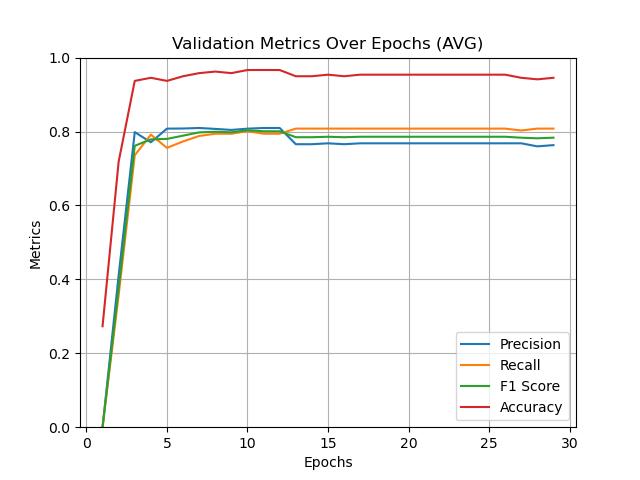 Validation Metrics Over Epochs (AVG)
1.0
0.8
0.6
0.4
0.2
0.0
Metrics
Precision
Recall
F1 Score
Accuracy
0 5 10 15 20 25 30
Epochs